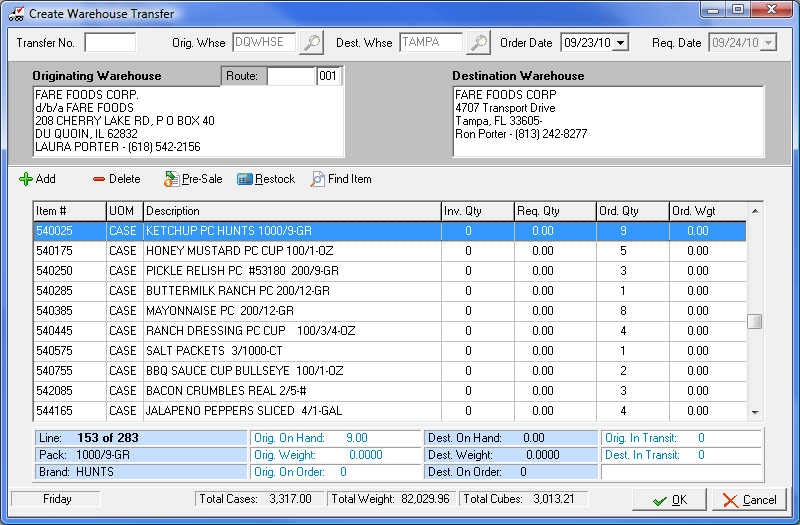 Create Warehouse Transfer
Transfer No. Orig. Whse DQWHSE Dest. Whse TAMPA Order Date 09/23/10 Req. Date 09/24/10
Originating Warehouse Route: 001 Destination Warehouse
FARE FOODS CORP.
d/b/a FARE FOODS
208 CHERRY LAKE RD, P O BOX 40
DU QUOIN, IL 62832
LAURA PORTER - (618) 542-2156
FARE FOODS CORP
4707 Transport Drive
Tampa, FL 33605-
Ron Porter - (813) 242-8277
Add Delete Pre-Sale Restock Find Item
Item # UOM Description Inv. Qty Req. Qty Ord. Qty Ord. Wgt
540025 CASE KETCHUP PC HUNTS 1000/9-GR 0 0.00 9 0.00
540175 CASE HONEY MUSTARD PC CUP 100/1-OZ 0 0.00 5 0.00
540250 CASE PICKLE RELISH PC #53180 200/9-GR 0 0.00 3 0.00
540285 CASE BUTTERMILK RANCH PC 200/12-GR 0 0.00 1 0.00
540385 CASE MAYONNAISE PC 200/12-GR 0 0.00 8 0.00
540445 CASE RANCH DRESSING PC CUP 100/3/4-OZ 0 0.00 4 0.00
540575 CASE SALT PACKETS 3/1000-CT 0 0.00 1 0.00
540755 CASE BBQ SAUCE CUP BULLSEYE 100/1-OZ 0 0.00 2 0.00
542085 CASE BACON CRUMBLES REAL 2/5-# 0 0.00 3 0.00
544165 CASE JALAPENO PEPPERS SLICED 4/1-GAL 0 0.00 4 0.00
Line: 153 of 283 Orig. On Hand: 9.00 Dest. On Hand: 0.00 Orig. In Transit: 0
Pack: 1000/9-GR Orig. Weight: 0.0000 Dest. Weight: 0.0000 Dest. In Transit: 0
Brand: HUNTS Orig. On Order: 0 Dest. On Order: 0
Friday Total Cases: 3,317.00 Total Weight: 82,029.96 Total Cubes: 3,013.21 OK Cancel